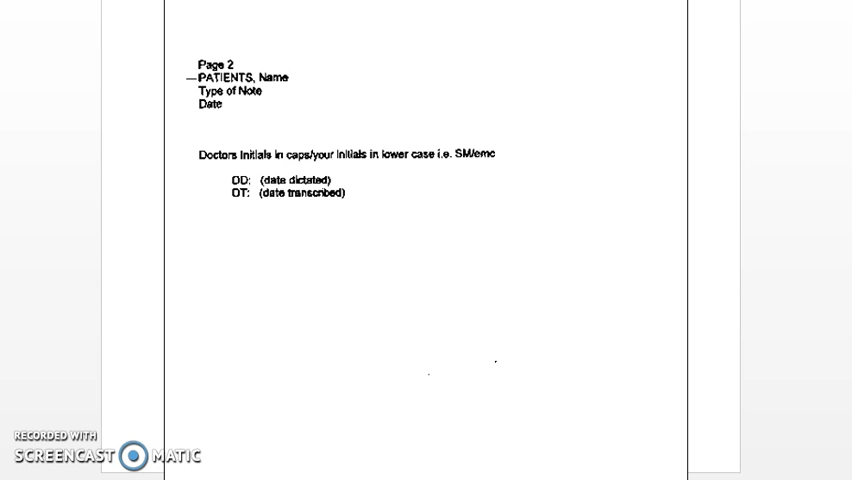 Page 2
—PATIENTS, Name
Type of Note
Date
Doctors Initials in caps/your initials in lower case i.e. SM/emc
DD: (date dictated)
DT: (date transcribed)
RECORDED WITH
SCREENCAST MATIC